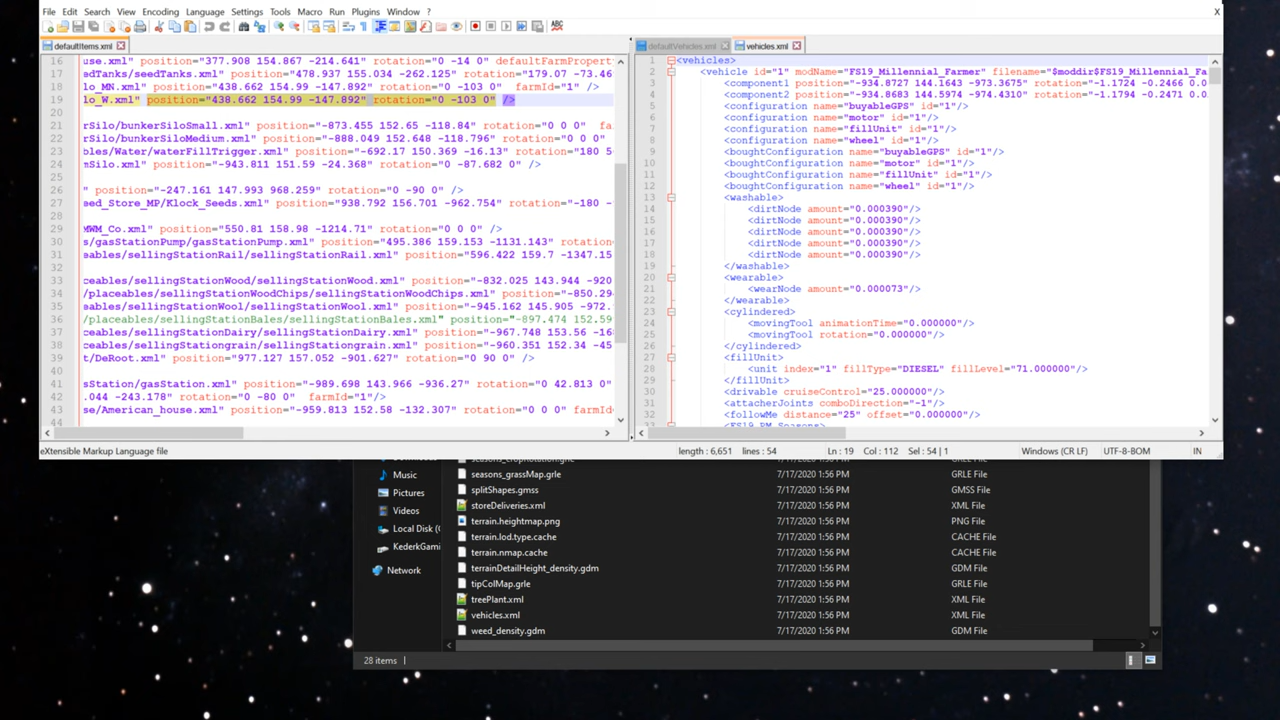 File Edit Search View Encoding Language Settings Tools Macro Run Plugins Window ? X
defaultItems.xml
16 use.xml" position="377.908 154.867 -214.641" rotation="0 -14 0" defaultFarmProperty
17 edTanks/seedTanks.xml" position="478.937 155.034 -262.125" rotation="179.07 -73.46
18 lo_MN.xml" position="438.662 154.99 -147.892" rotation="0 -103 0" farmId="1" />
19 lo_W.xml" position="438.662 154.99 -147.892" rotation="0 -103 0" />
20
21 rSilo/bunkerSiloSmall.xml" position="-873.455 152.65 -118.84" rotation="0 0 0" fa
22 rSilo/bunkerSiloMedium.xml" position="-888.049 152.648 -118.796" rotation="0 0 0"
23 bles/Water/waterFillTrigger.xml" position="-692.17 150.369 -16.13" rotation="180 5
24 mSilo.xml" position="-943.811 151.59 -24.368" rotation="0 -87.682 0" />
25
26 " position="-247.161 147.993 968.259" rotation="0 -90 0" />
27 eed_Store_MP/Klock_Seeds.xml" position="938.792 156.701 -962.754" rotation="-180 -
28
29 MWM_Co.xml" position="550.81 158.98 -1214.71" rotation="0 0 0" />
30 s/gasStationPump/gasStationPump.xml" position="495.386 159.153 -1131.143" rotation
31 eables/sellingStationRail/sellingStationRail.xml" position="596.422 159.7 -1347.15
32
33 ceables/sellingStationWood/sellingStationWood.xml" position="-832.025 143.944 -920
34 /placeables/sellingStationWoodChips/sellingStationWoodChips.xml" position="-850.29
35 eables/sellingStationWool/sellingStationWool.xml" position="-945.162 145.905 -972.
36 /placeables/sellingStationBales/sellingStationBales.xml" position="-897.474 152.59
37 ceables/sellingStationDairy/sellingStationDairy.xml" position="-967.748 153.56 -16
38 ceables/sellingStationgrain/sellingStationgrain.xml" position="-960.351 152.34 -45
39 t/DeRoot.xml" position="977.127 157.052 -901.627" rotation="0 90 0" />
40
41 sStation/gasStation.xml" position="-989.698 143.966 -936.27" rotation="0 42.813 0"
42 .044 -243.178" rotation="0 -80 0" farmId="1"/>
43 se/American_house.xml" position="-959.813 152.58 -132.307" rotation="0 0 0" farmId
44
defaultVehicles.xml vehicles.xml
1 <vehicles>
2 <vehicle id="1" modName="FS19_Millennial_Farmer" filename="$moddir$FS19_Millennial_Fa
3 <component1 position="-934.8727 144.1643 -973.3675" rotation="-1.1724 -0.2466 0.0
4 <component2 position="-934.8683 144.5974 -974.4310" rotation="-1.1794 -0.2471 0.0
5 <configuration name="buyableGPS" id="1"/>
6 <configuration name="motor" id="1"/>
7 <configuration name="fillUnit" id="1"/>
8 <configuration name="wheel" id="1"/>
9 <boughtConfiguration name="buyableGPS" id="1"/>
10 <boughtConfiguration name="motor" id="1"/>
11 <boughtConfiguration name="fillUnit" id="1"/>
12 <boughtConfiguration name="wheel" id="1"/>
13 <washable>
14 <dirtNode amount="0.000390"/>
15 <dirtNode amount="0.000390"/>
16 <dirtNode amount="0.000390"/>
17 <dirtNode amount="0.000390"/>
18 <dirtNode amount="0.000390"/>
19 </washable>
20 <wearable>
21 <wearNode amount="0.000073"/>
22 </wearable>
23 <cylindered>
24 <movingTool animationTime="0.000000"/>
25 <movingTool rotation="0.000000"/>
26 </cylindered>
27 <fillUnit>
28 <unit index="1" fillType="DIESEL" fillLevel="71.000000"/>
29 </fillUnit>
30 <drivable cruiseControl="25.000000"/>
31 <attacherJoints comboDirection="-1"/>
32 <followMe distance="25" offset="0.000000"/>
33 <FS19_RM_Seasons>
eXtensible Markup Language file length : 6,651 lines : 54 Ln : 19 Col : 112 Sel : 54 | 1 Windows (CR LF) UTF-8-BOM IN
seasons_cropRotation.grle 7/17/2020 1:56 PM GRLE File
Music seasons_grassMap.grle 7/17/2020 1:56 PM GRLE File
Pictures splitShapes.gmss 7/17/2020 1:56 PM GMSS File
Videos storeDeliveries.xml 7/17/2020 1:56 PM XML File
terrain.heightmap.png 7/17/2020 1:56 PM PNG File
Local Disk ( terrain.lod.type.cache 7/17/2020 1:56 PM CACHE File
KederkGami terrain.nmap.cache 7/17/2020 1:56 PM CACHE File
Network terrainDetailHeight_density.gdm 7/17/2020 1:56 PM GDM File
tipColMap.grle 7/17/2020 1:56 PM GRLE File
treePlant.xml 7/17/2020 1:56 PM XML File
vehicles.xml 7/17/2020 1:56 PM XML File
weed_density.gdm 7/17/2020 1:56 PM GDM File
28 items